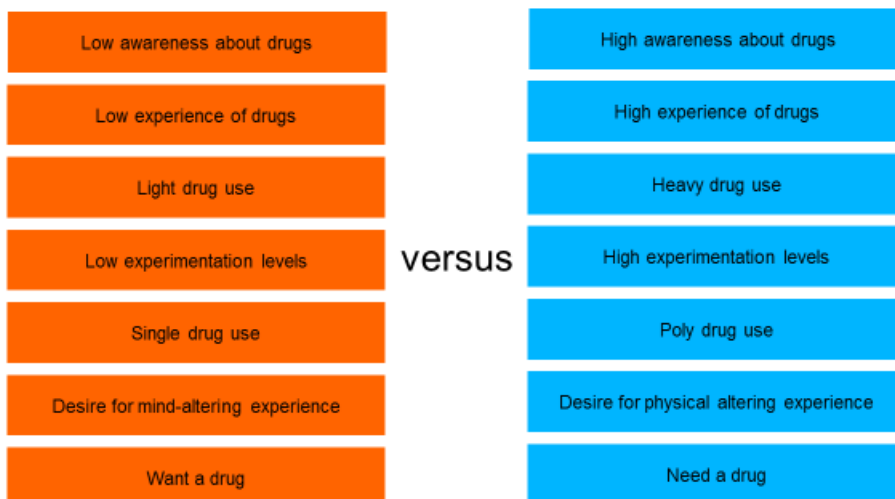 Low awareness about drugs
High awareness about drugs
Low experience of drugs
High experience of drugs
Light drug use
Heavy drug use
Low experimentation levels
versus
High experimentation levels
Single drug use
Poly drug use
Desire for mind-altering experience
Desire for physical altering experience
Want a drug
Need a drug